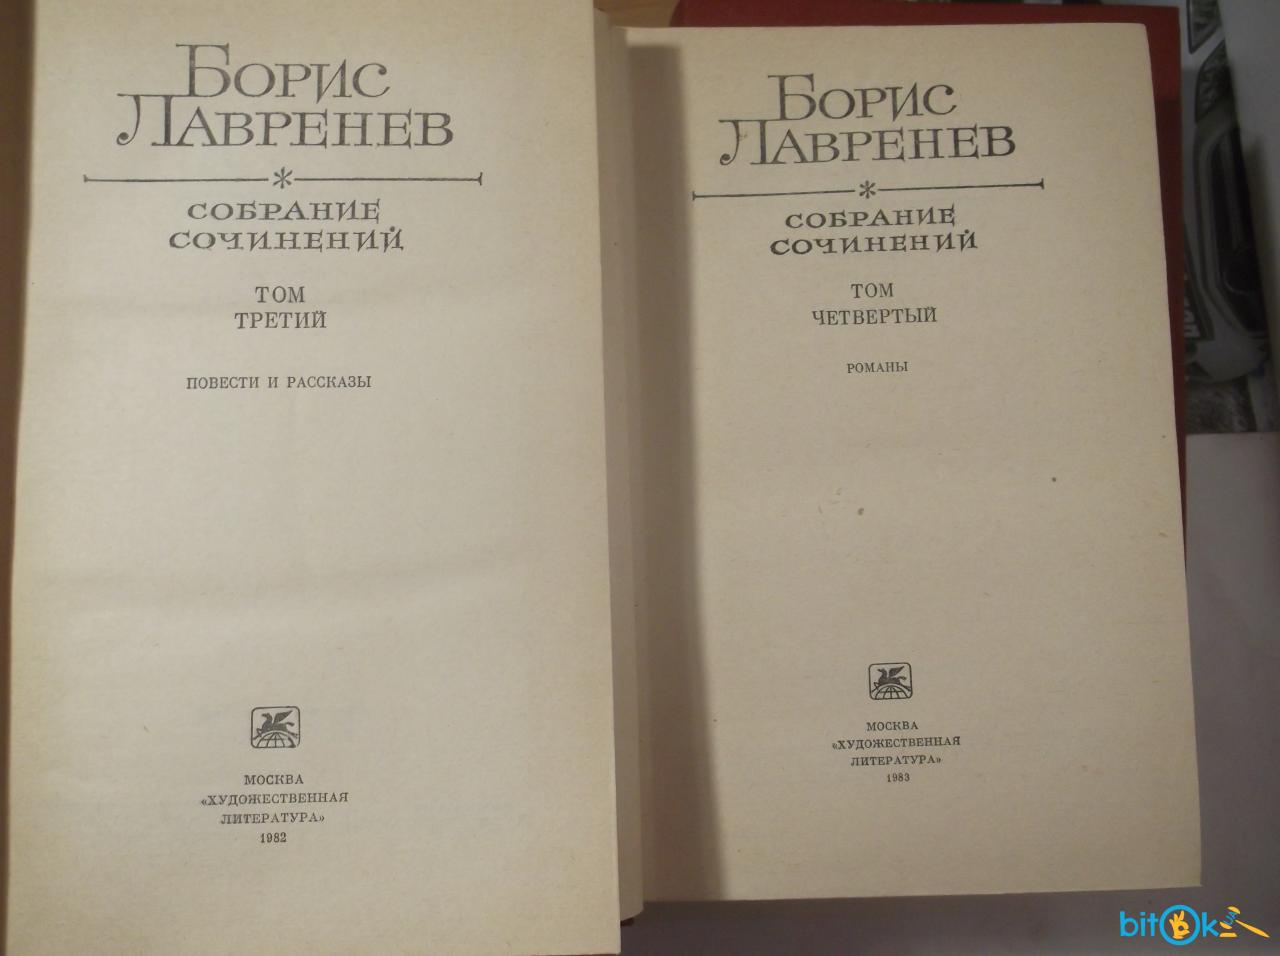 БОРИС
ЛАВРЕНЕВ
СОБРАНИЕ
СОЧИНЕНИЙ
ТОМ
ТРЕТИЙ
ПОВЕСТИ И РАССКАЗЫ
МОСКВА
«ХУДОЖЕСТВЕННАЯ
ЛИТЕРАТУРА»
1982
БОРИС
ЛАВРЕНЕВ
СОБРАНИЕ
СОЧИНЕНИЙ
ТОМ
ЧЕТВЕРТЫЙ
РОМАНЫ
МОСКВА
«ХУДОЖЕСТВЕННАЯ
ЛИТЕРАТУРА»
1983
bitOk
UA